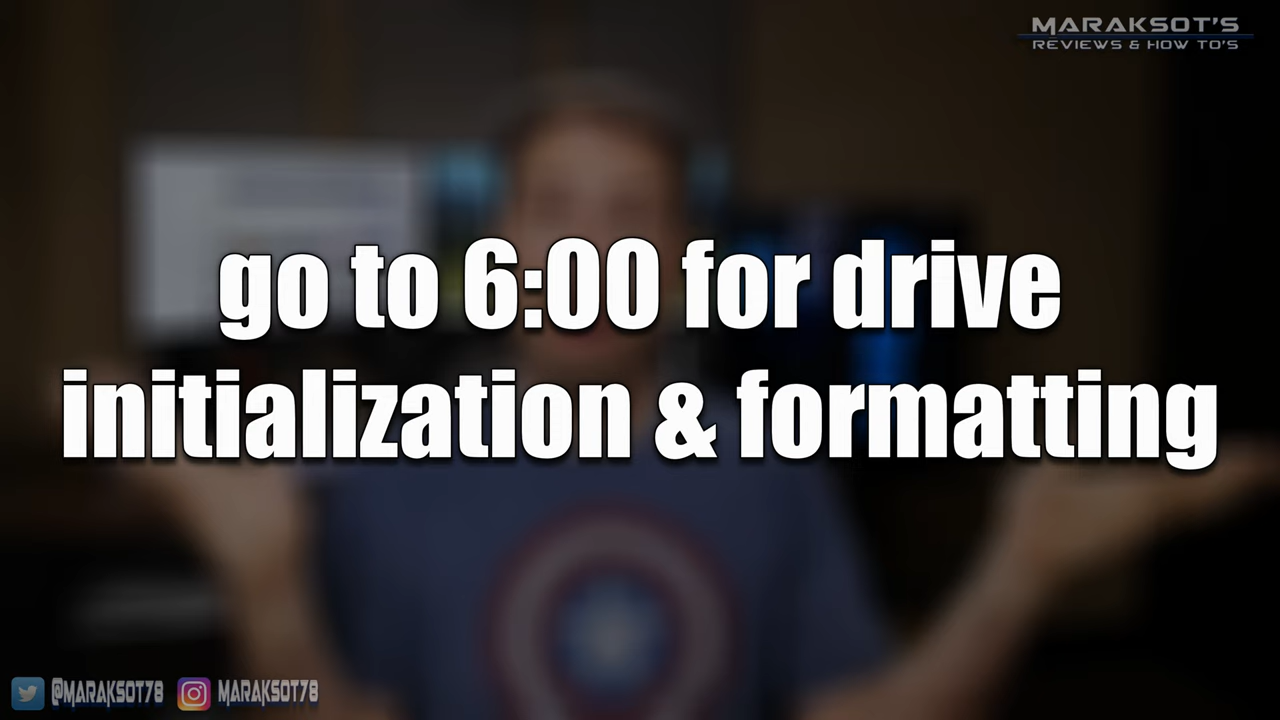 MARAKSOT'S
REVIEWS & HOW TO'S
go to 6:00 for drive
initialization & formatting
@MARAKSOT78 MARAKSOT78